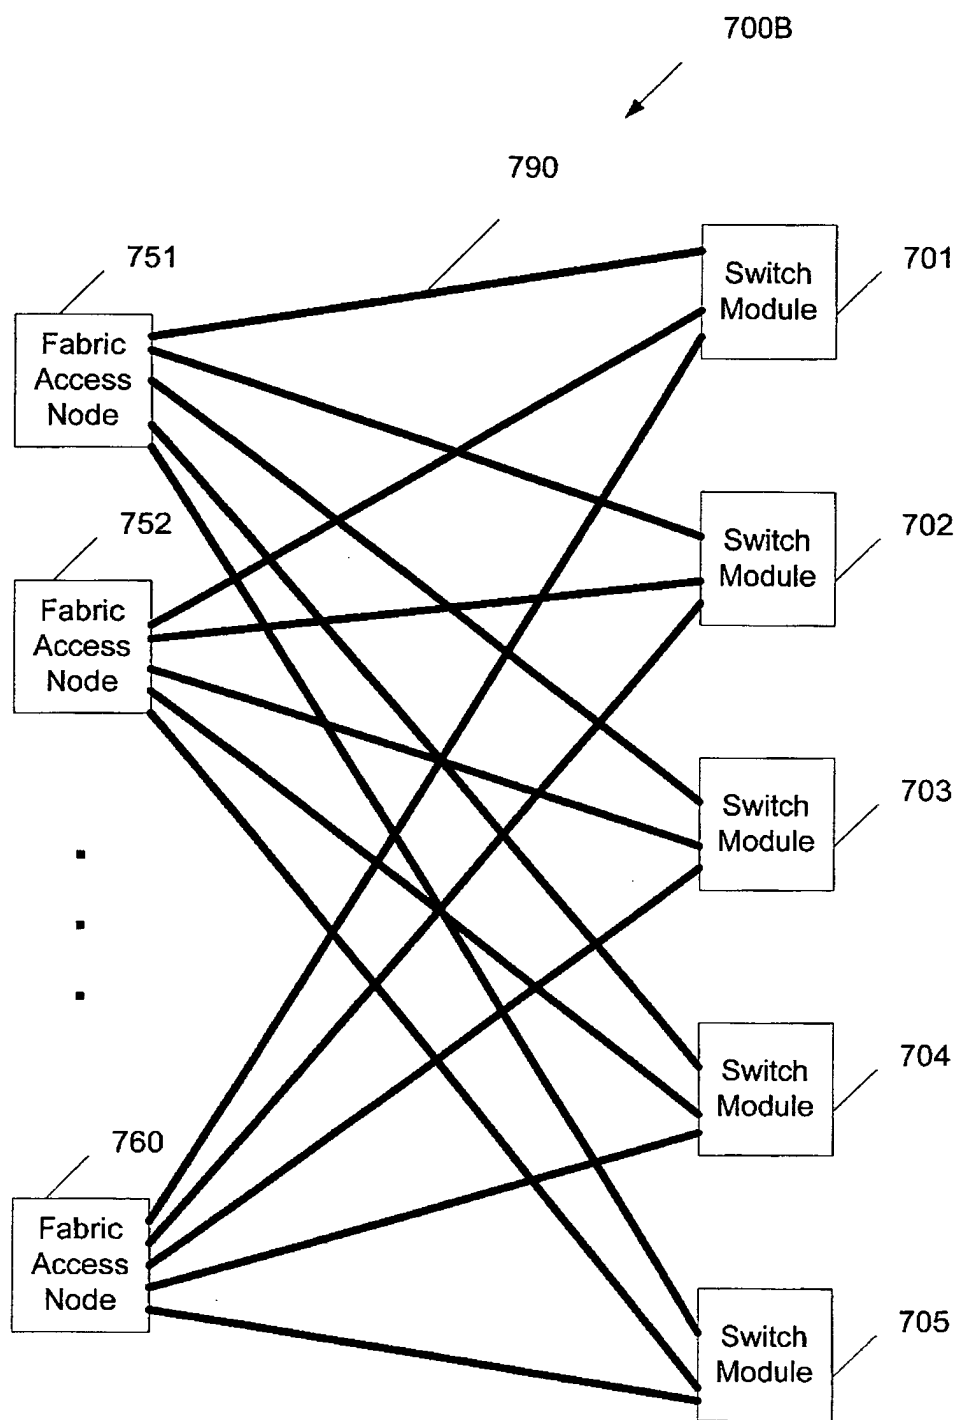 700B
790
751
701
Switch
Module
Fabric
Access
Node
752
702
Switch
Module
Fabric
Access
Node
703
Switch
Module
704
Switch
Module
760
Fabric
Access
Node
705
Switch
Module